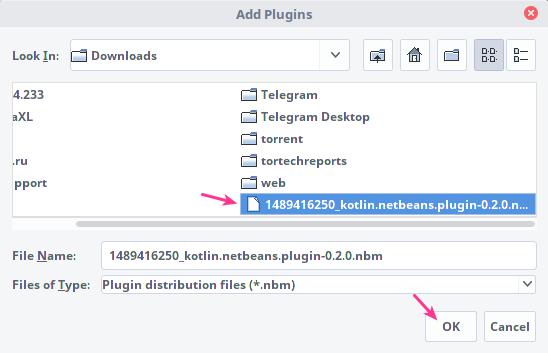 Add Plugins
Look In: Downloads
4.233
Telegram
aXL
Telegram Desktop
torrent
.ru
tortechreports
pport
web
1489416250_kotlin.netbeans.plugin-0.2.0.n...
File Name: 1489416250_kotlin.netbeans.plugin-0.2.0.nbm
Files of Type: Plugin distribution files (*.nbm)
OK Cancel